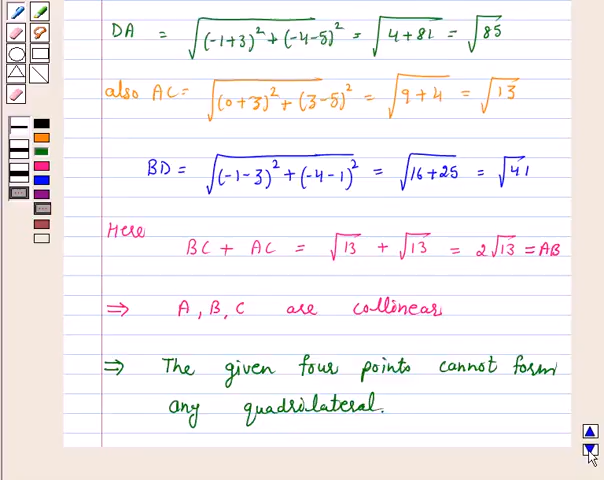 DA = √(-1+3)² + (-4-5)² = √4+81 = √85
also AC = √(0+3)² + (3-5)² = √9+4 = √13
BD = √(-1-3)² + (-4-1)² = √16+25 = √41
Here
BC + AC = √13 + √13 = 2√13 = AB
⇒ A, B, C are collinear
⇒ The given four points cannot form
any quadrilateral.